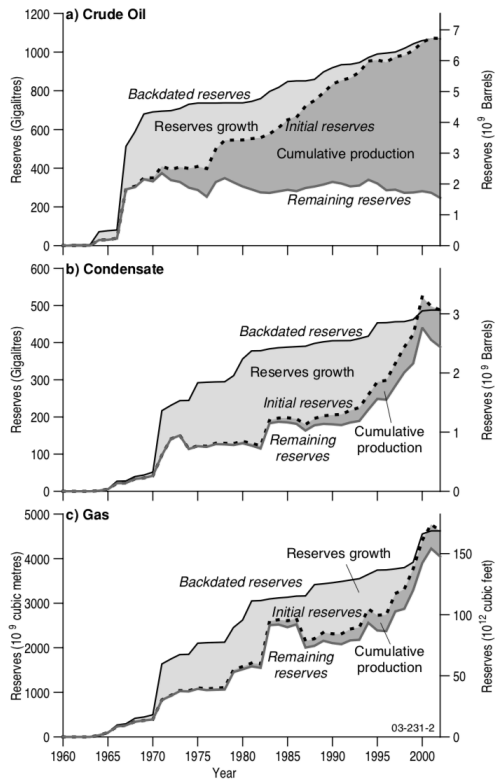 a) Crude Oil
1200
1000
800
600
400
200
0
Reserves (Gigalitres)
7
6
5
4
3
2
1
0
Reserves (10⁹ Barrels)
Backdated reserves
Reserves growth
Initial reserves
Cumulative production
Remaining reserves
b) Condensate
600
500
400
300
200
100
0
Reserves (Gigalitres)
3
2
1
0
Reserves (10⁹ Barrels)
Backdated reserves
Reserves growth
Initial reserves
Remaining
reserves
Cumulative
production
c) Gas
5000
4000
3000
2000
1000
0
Reserves (10⁹ cubic metres)
150
100
50
0
Reserves (10¹² cubic feet)
Reserves growth
Backdated reserves
Initial reserves
Remaining
reserves
Cumulative
production
03-231-2
1960 1965 1970 1975 1980 1985 1990 1995 2000
Year